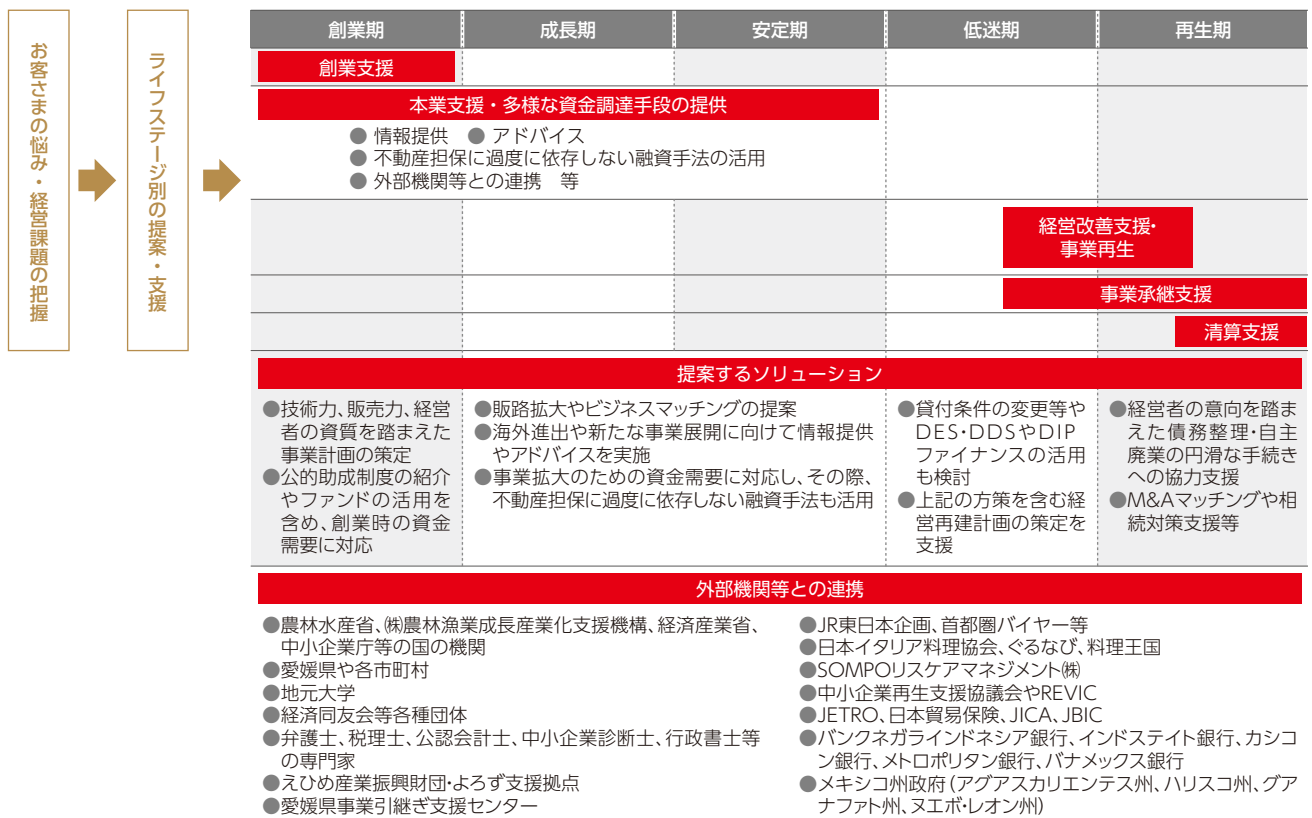 お客さまの悩み・経営課題の把握
ライフステージ別の提案・支援
創業期
成長期
安定期
低迷期
再生期
創業支援
本業支援・多様な資金調達手段の提供
● 情報提供 ● アドバイス
● 不動産担保に過度に依存しない融資手法の活用
● 外部機関等との連携 等
経営改善支援・
事業再生
事業承継支援
清算支援
提案するソリューション
●技術力、販売力、経営
者の資質を踏まえた
事業計画の策定
●公的助成制度の紹介
やファンドの活用を
含め、創業時の資金
需要に対応
●販路拡大やビジネスマッチングの提案
●海外進出や新たな事業展開に向けて情報提供
やアドバイスを実施
●事業拡大のための資金需要に対応し、その際、
不動産担保に過度に依存しない融資手法も活用
●貸付条件の変更等や
DES・DDSやDIP
ファイナンスの活用
も検討
●上記の方策を含む経
営再建計画の策定を
支援
●経営者の意向を踏ま
えた債務整理・自主
廃業の円滑な手続き
への協力支援
●M&Aマッチングや相
続対策支援等
外部機関等との連携
●農林水産省、㈱農林漁業成長産業化支援機構、経済産業省、
中小企業庁等の国の機関
●愛媛県や各市町村
●地元大学
●経済同友会等各種団体
●弁護士、税理士、公認会計士、中小企業診断士、行政書士等
の専門家
●えひめ産業振興財団・よろず支援拠点
●愛媛県事業引継ぎ支援センター
●JR東日本企画、首都圏バイヤー等
●日本イタリア料理協会、ぐるなび、料理王国
●SOMPOリスケアマネジメント㈱
●中小企業再生支援協議会やREVIC
●JETRO、日本貿易保険、JICA、JBIC
●バンクネガラインドネシア銀行、インドステイト銀行、カシコ
ン銀行、メトロポリタン銀行、バナメックス銀行
●メキシコ州政府(アグアスカリエンテス州、ハリスコ州、グア
ナファト州、ヌエボ・レオン州)